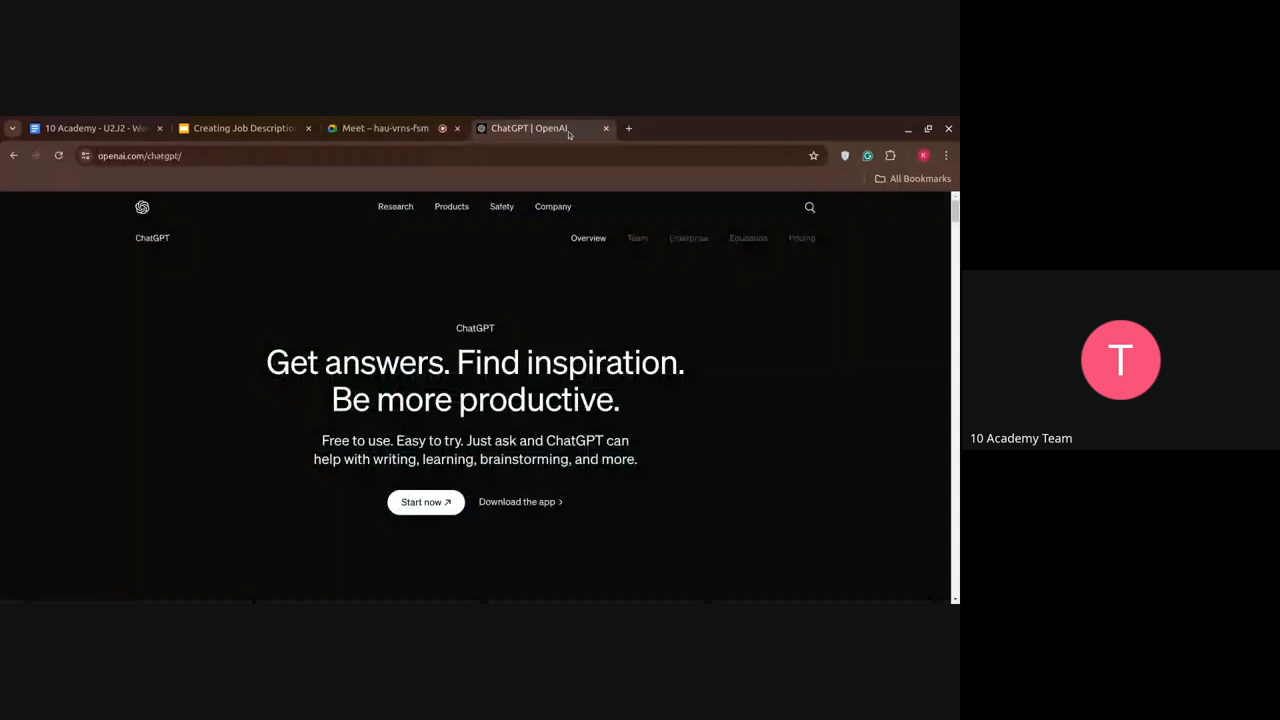 10 Academy - U2J2 - We
Creating Job Descriptio
Meet – hau-vrns-fsm
ChatGPT | OpenAI
openai.com/chatgpt/
K
All Bookmarks
Research Products Safety Company
ChatGPT
Overview Team Enterprise Education Pricing
ChatGPT
Get answers. Find inspiration.
Be more productive.
Free to use. Easy to try. Just ask and ChatGPT can
help with writing, learning, brainstorming, and more.
Start now ↗
Download the app >
T
10 Academy Team